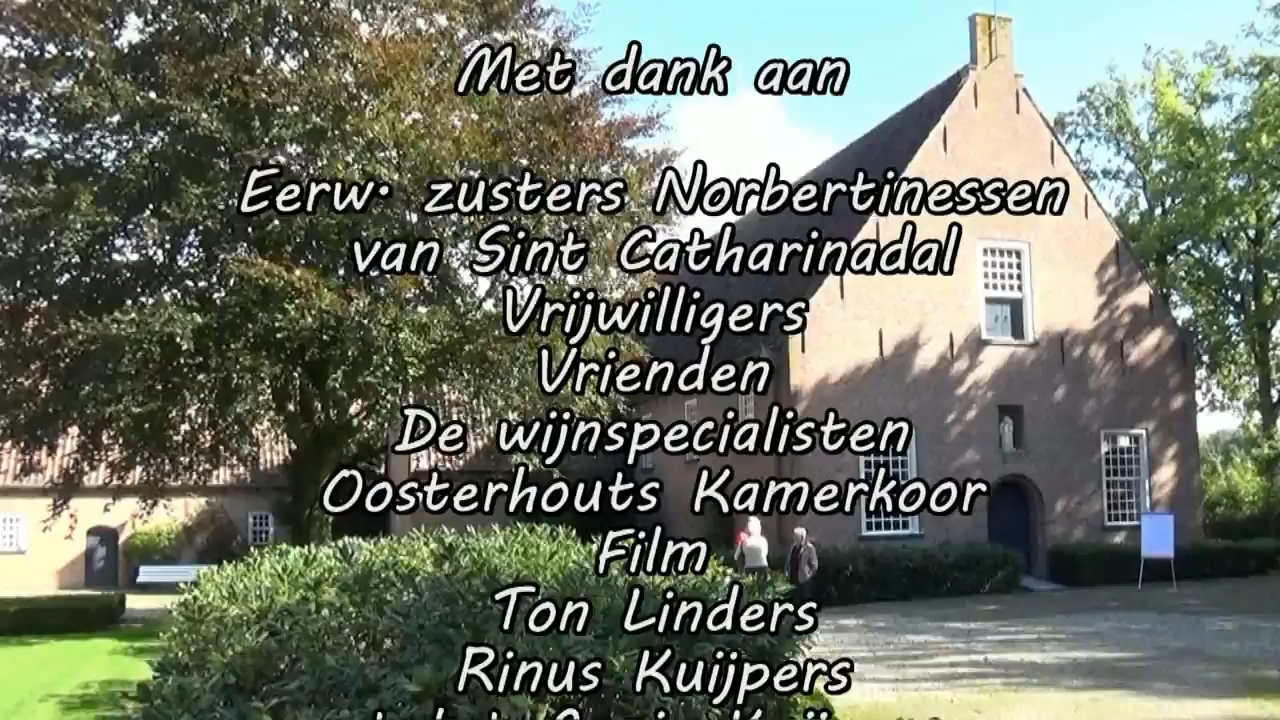 Met dank aan
Eerw. zusters Norbertinessen
van Sint Catharinadal
Vrijwilligers
Vrienden
De wijnspecialisten
Oosterhouts Kamerkoor
Film
Ton Linders
Rinus Kuijpers